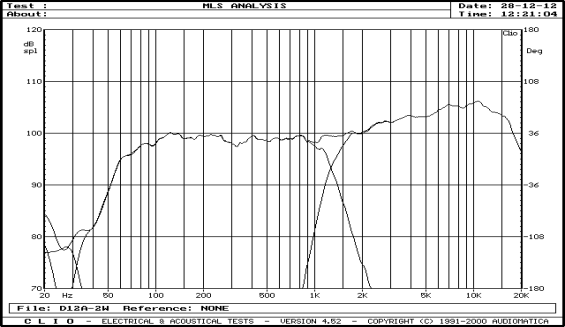 Test :
MLS ANALYSIS
Date: 28-12-12
About:
Time: 12:21:04
120
180
Clio
dB
spl
Deg
110
108
100
36
90
-36
80
-108
70
-180
20
Hz
50
100
200
500
1K
2K
5K
10K
20K
File: D12A-2W Reference: NONE
CLIO - ELECTRICAL & ACOUSTICAL TESTS - VERSION 4.52 - COPYRIGHT (C) 1991-2000 AUDIOMATICA